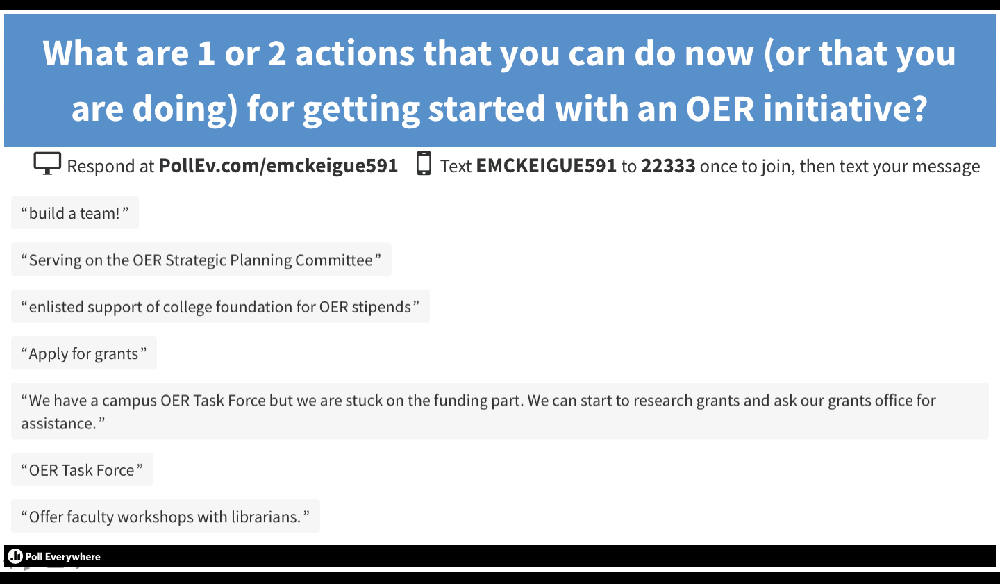 What are 1 or 2 actions that you can do now (or that you
are doing) for getting started with an OER initiative?
Respond at PollEv.com/emckeigue591 Text EMCKEIGUE591 to 22333 once to join, then text your message
“build a team!”
“Serving on the OER Strategic Planning Committee”
“enlisted support of college foundation for OER stipends”
“Apply for grants”
“We have a campus OER Task Force but we are stuck on the funding part. We can start to research grants and ask our grants office for
assistance.”
“OER Task Force”
“Offer faculty workshops with librarians.”
Poll Everywhere